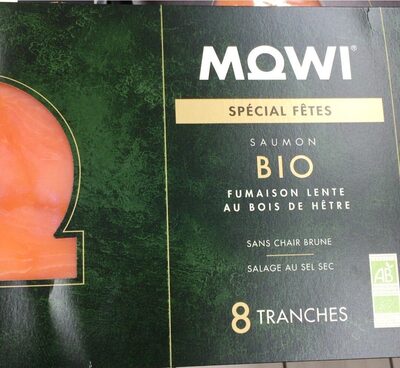 MOWI®
SPÉCIAL FÊTES
SAUMON
BIO
FUMAISON LENTE
AU BOIS DE HÊTRE
SANS CHAIR BRUNE
SALAGE AU SEL SEC
AB
8 TRANCHES